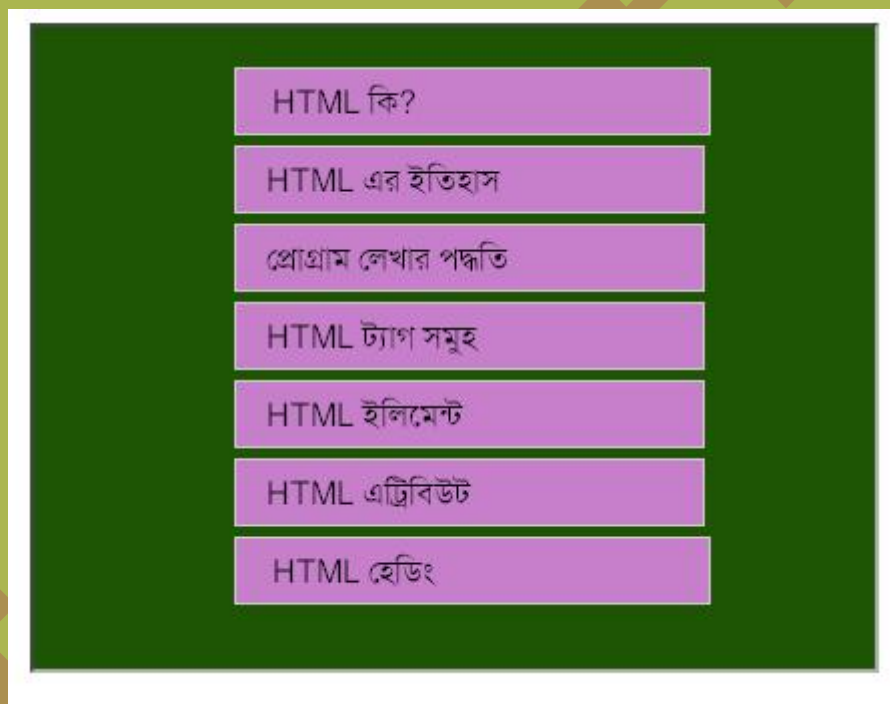 HTML কি?
HTML এর ইতিহাস
প্রোগ্রাম লেখার পদ্ধতি
HTML ট্যাগ সমুহ
HTML ইলিমেন্ট
HTML এট্রিবিউট
HTML হেডিং